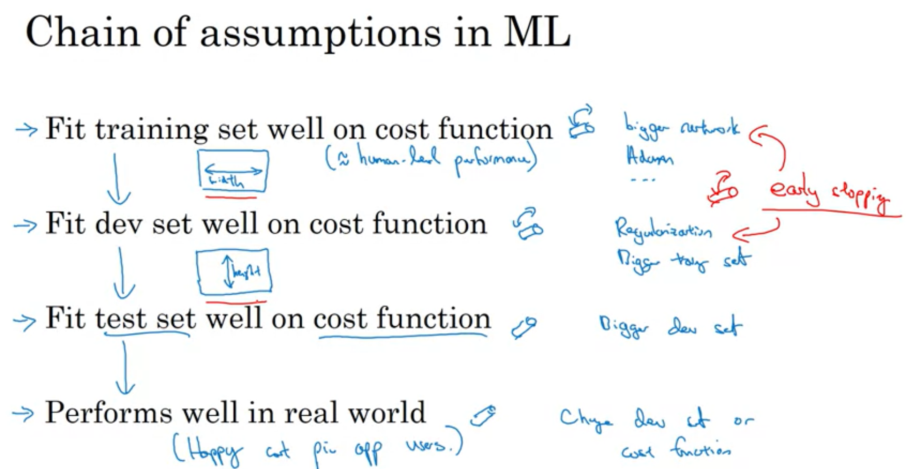 Chain of assumptions in ML
Fit training set well on cost function
(≈ human-level performance)
bigger network
Adam
...
early stopping
width
Fit dev set well on cost function
Regularization
Bigger set
height
Fit test set well on cost function
Bigger dev set
Performs well in real world
(Happy cat pic app users.)
Change dev set or
cost function